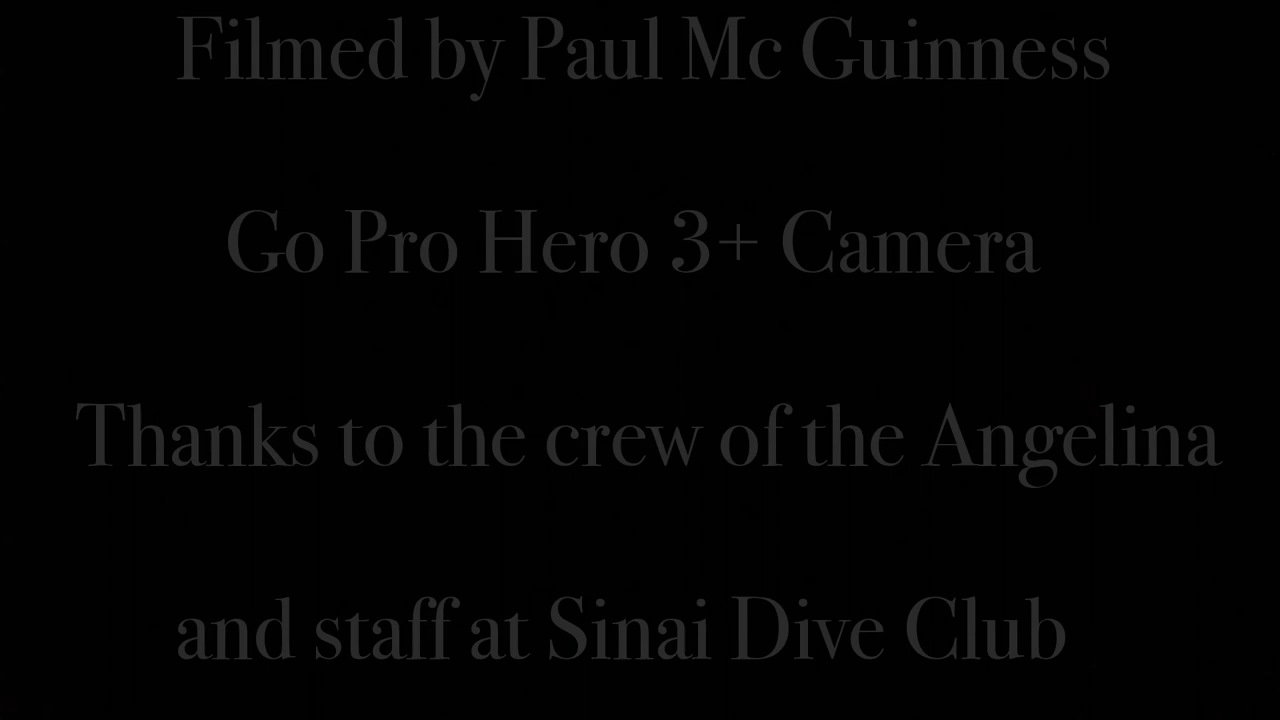 Filmed by Paul Mc Guinness
Go Pro Hero 3+ Camera
Thanks to the crew of the Angelina
and staff at Sinai Dive Club